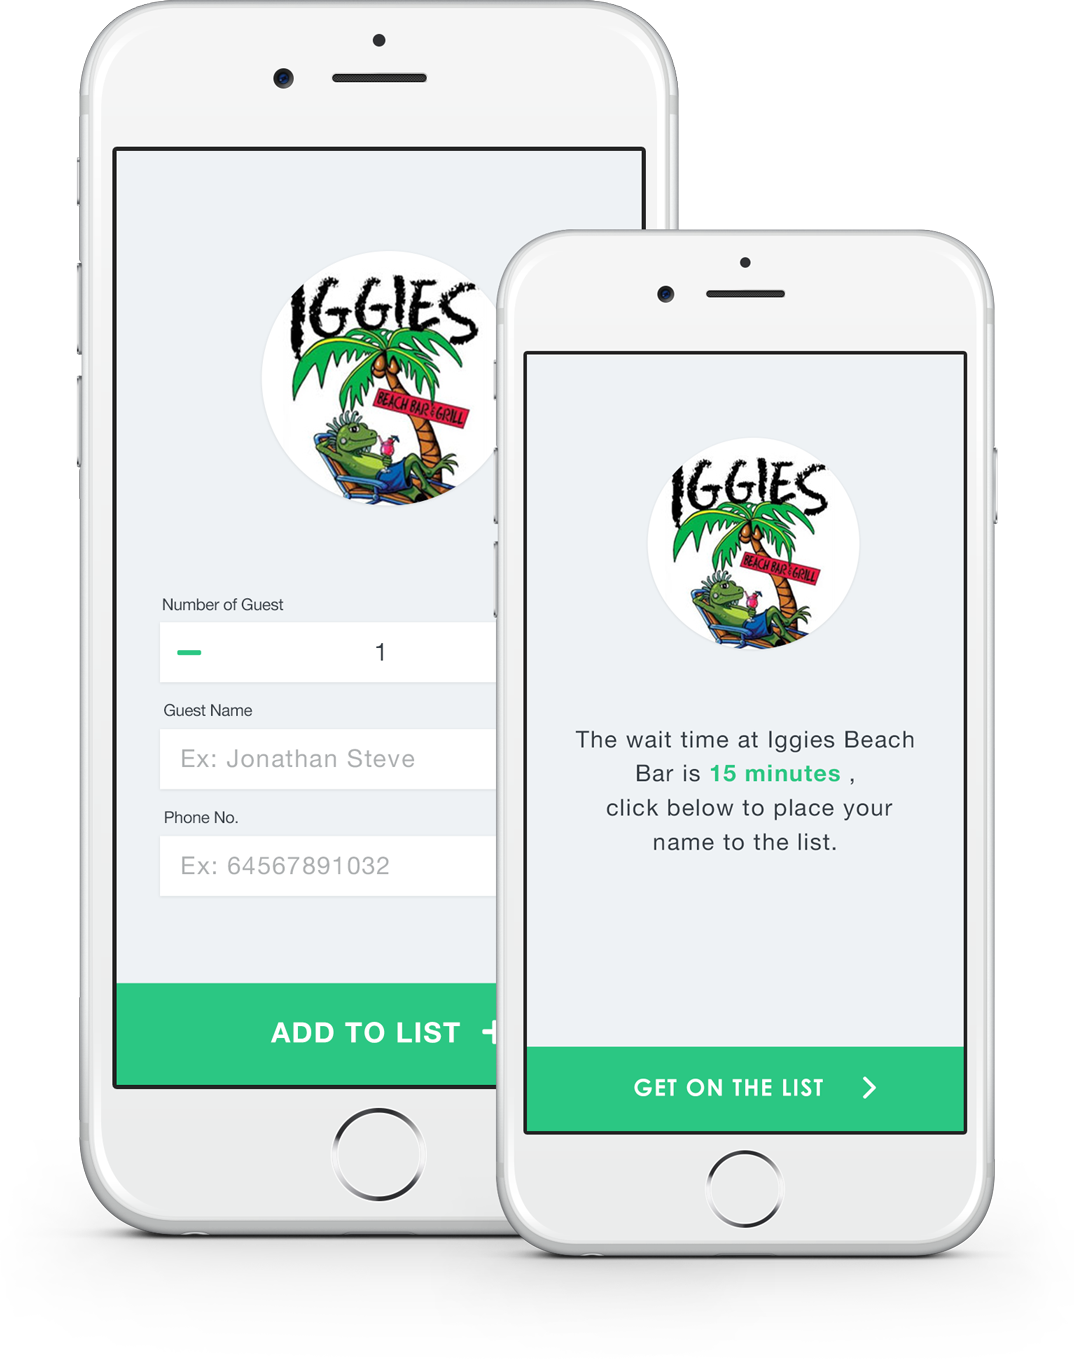 IGGIES
BEACH BAR & GRILL
Number of Guest
1
Guest Name
Ex: Jonathan Steve
Phone No.
Ex: 64567891032
ADD TO LIST +
IGGIES
BEACH BAR & GRILL
The wait time at Iggies Beach
Bar is 15 minutes ,
click below to place your
name to the list.
GET ON THE LIST